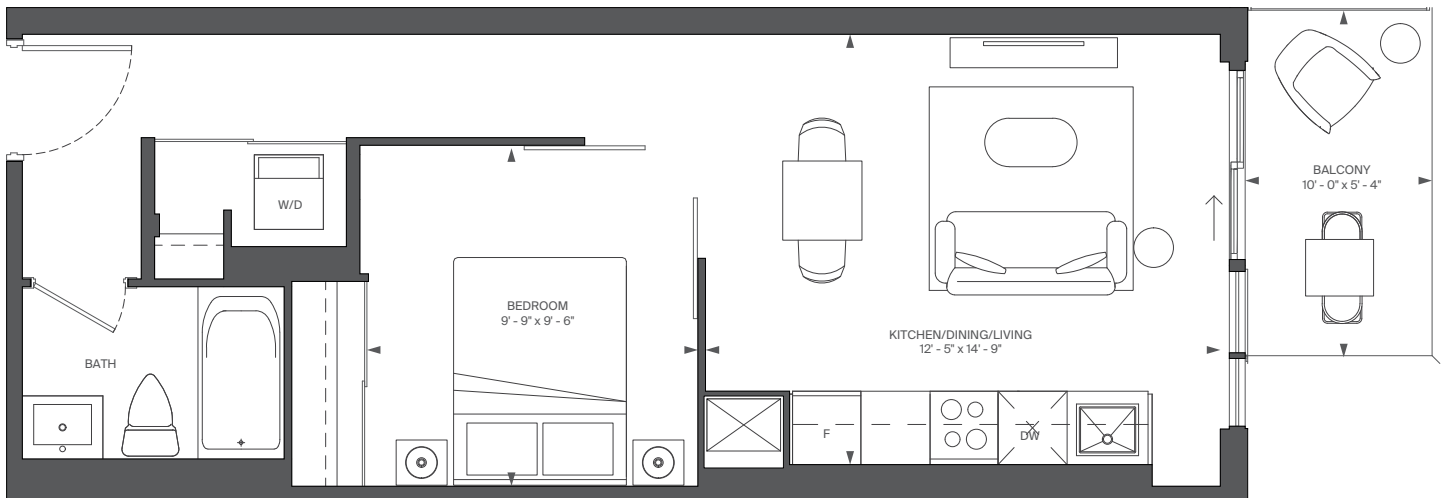 W/D
BATH
BEDROOM
9' - 9" x 9' - 6"
KITCHEN/DINING/LIVING
12' - 5" x 14' - 9"
F
DW
BALCONY
10' - 0" x 5' - 4"